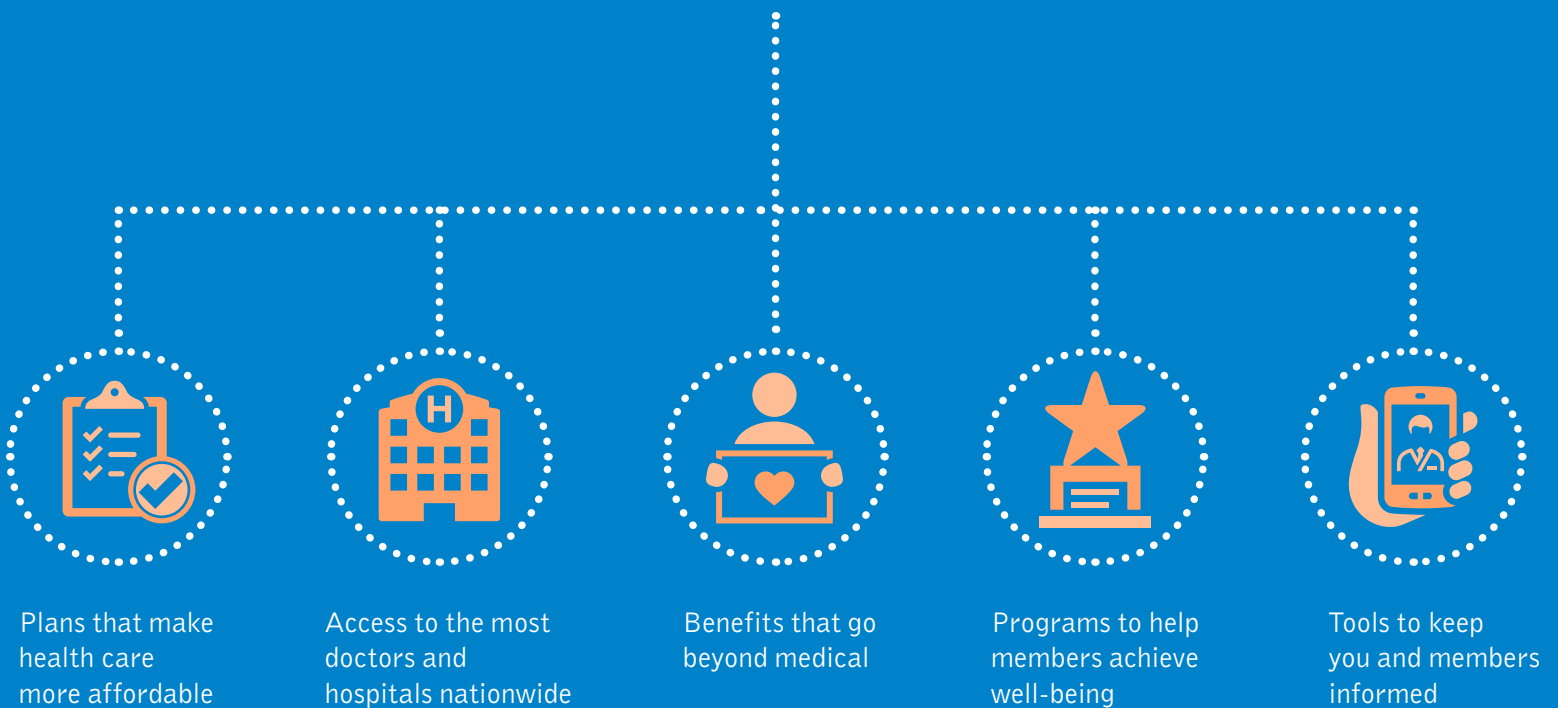 H
Plans that make
health care
more affordable
Access to the most
doctors and
hospitals nationwide
Benefits that go
beyond medical
Programs to help
members achieve
well-being
Tools to keep
you and members
informed